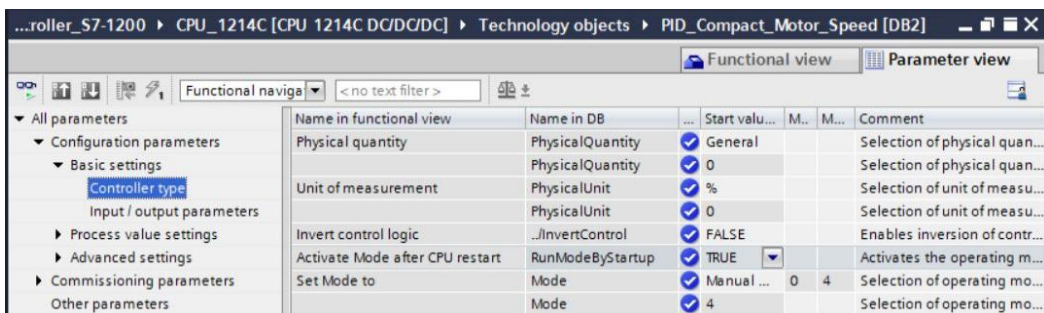 ...roller_S7-1200 ▸ CPU_1214C [CPU 1214C DC/DC/DC] ▸ Technology objects ▸ PID_Compact_Motor_Speed [DB2]
Functional view Parameter view
Functional naviga <no text filter>
All parameters
Configuration parameters
Basic settings
Controller type
Input / output parameters
Process value settings
Advanced settings
Commissioning parameters
Other parameters
Name in functional view Name in DB ... Start valu... M.. M... Comment
Physical quantity PhysicalQuantity General Selection of physical quan...
PhysicalQuantity 0 Selection of physical quan...
Unit of measurement PhysicalUnit % Selection of unit of measu...
PhysicalUnit 0 Selection of unit of measu...
Invert control logic ../InvertControl FALSE Enables inversion of contr...
Activate Mode after CPU restart RunModeByStartup TRUE Activates the operating m...
Set Mode to Mode Manual ... 0 4 Selection of operating mo...
Mode 4 Selection of operating mo...